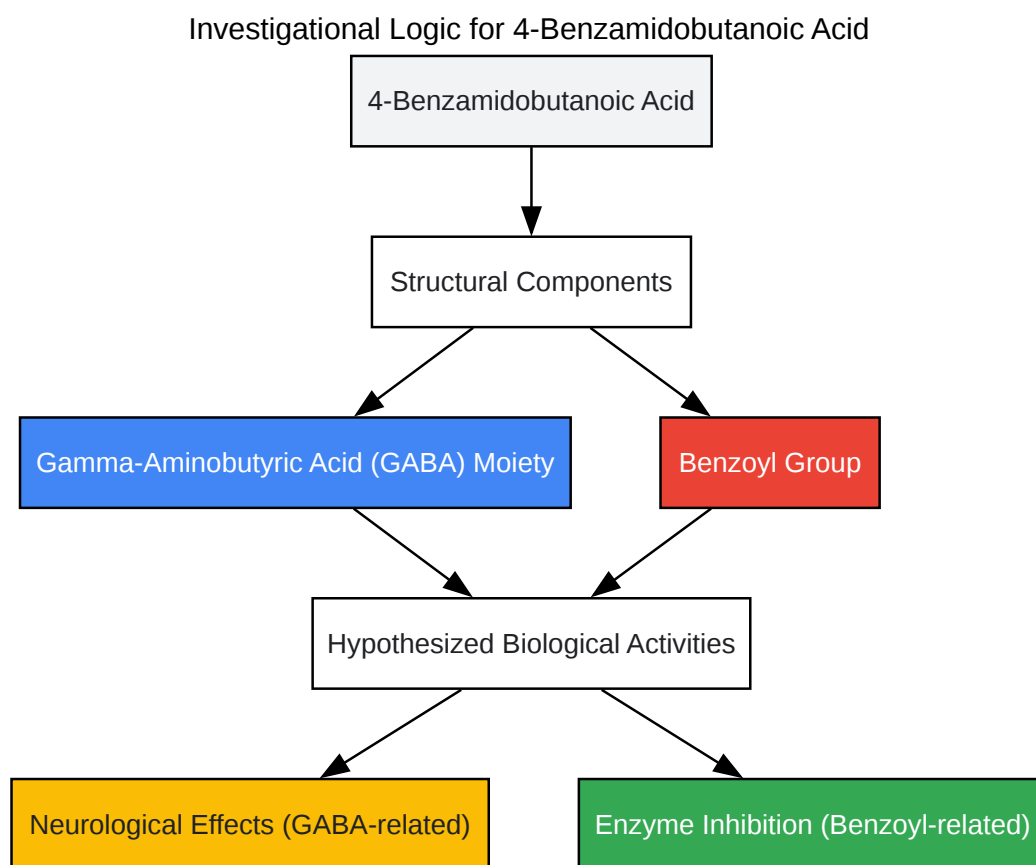 Investigational Logic for 4-Benzamidobutanoic Acid
4-Benzamidobutanoic Acid
Structural Components
Gamma-Aminobutyric Acid (GABA) Moiety
Benzoyl Group
Hypothesized Biological Activities
Neurological Effects (GABA-related)
Enzyme Inhibition (Benzoyl-related)